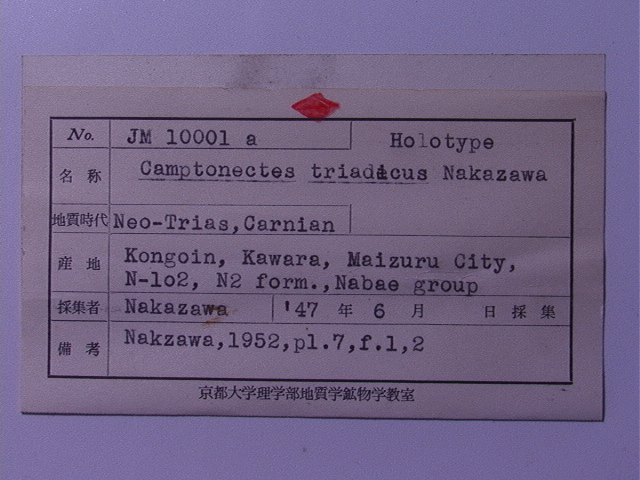 No. JM 10001 a Holotype
名称 Camptonectes triadicus Nakazawa
地質時代 Neo-Trias,Carnian
産地 Kongoin, Kawara, Maizuru City,
N-lo2, N2 form.,Nabae group
採集者 Nakazawa '47 年 6 月 日 採集
備考 Nakzawa,1952,pl.7,f.1,2
京都大学理学部地質学鉱物学教室